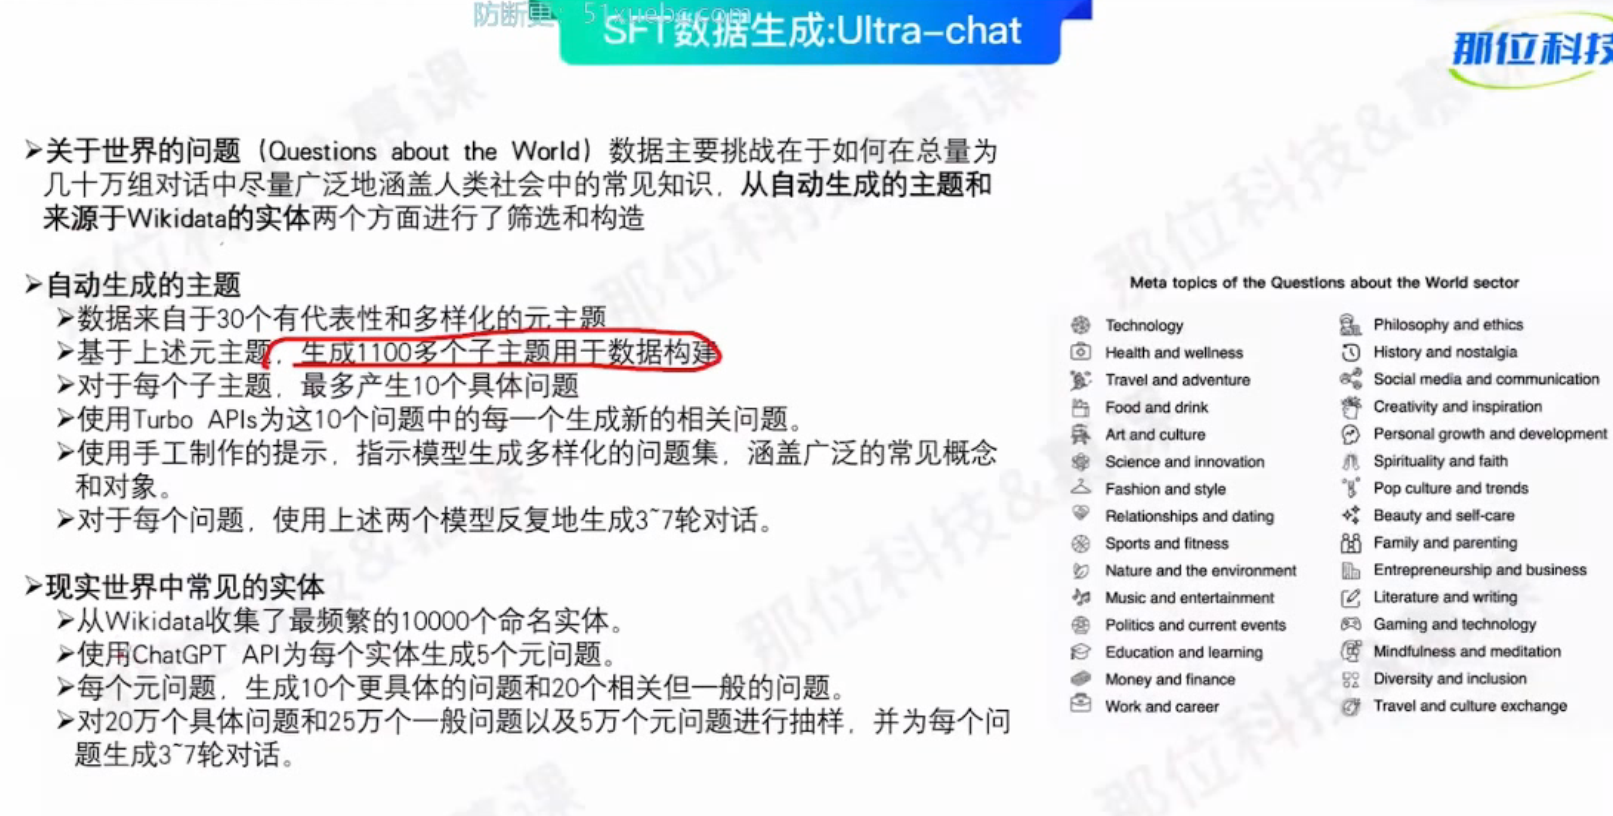 防断更: 51xuebc.com
SFT数据生成:Ultra-chat
那位科技
关于世界的问题（Questions about the World）数据主要挑战在于如何在总量为
几十万组对话中尽量广泛地涵盖人类社会中的常见知识，从自动生成的主题和
来源于Wikidata的实体两个方面进行了筛选和构造
自动生成的主题
数据来自于30个有代表性和多样化的元主题
基于上述元主题，生成1100多个子主题用于数据构建
对于每个子主题，最多产生10个具体问题
使用Turbo APIs为这10个问题中的每一个生成新的相关问题。
使用手工制作的提示，指示模型生成多样化的问题集，涵盖广泛的常见概念
和对象。
对于每个问题，使用上述两个模型反复地生成3~7轮对话。
现实世界中常见的实体
从Wikidata收集了最频繁的10000个命名实体。
使用ChatGPT API为每个实体生成5个元问题。
每个元问题，生成10个更具体的问题和20个相关但一般的问题。
对20万个具体问题和25万个一般问题以及5万个元问题进行抽样，并为每个问
题生成3~7轮对话。
Meta topics of the Questions about the World sector
Technology
Health and wellness
Travel and adventure
Food and drink
Art and culture
Science and innovation
Fashion and style
Relationships and dating
Sports and fitness
Nature and the environment
Music and entertainment
Politics and current events
Education and learning
Money and finance
Work and career
Philosophy and ethics
History and nostalgia
Social media and communication
Creativity and inspiration
Personal growth and development
Spirituality and faith
Pop culture and trends
Beauty and self-care
Family and parenting
Entrepreneurship and business
Literature and writing
Gaming and technology
Mindfulness and meditation
Diversity and inclusion
Travel and culture exchange
那位科技&慕课